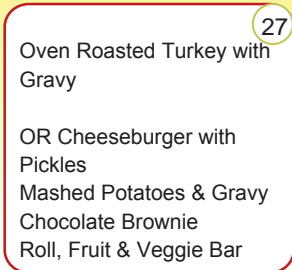 27
Oven Roasted Turkey with
Gravy
OR Cheeseburger with
Pickles
Mashed Potatoes & Gravy
Chocolate Brownie
Roll, Fruit & Veggie Bar